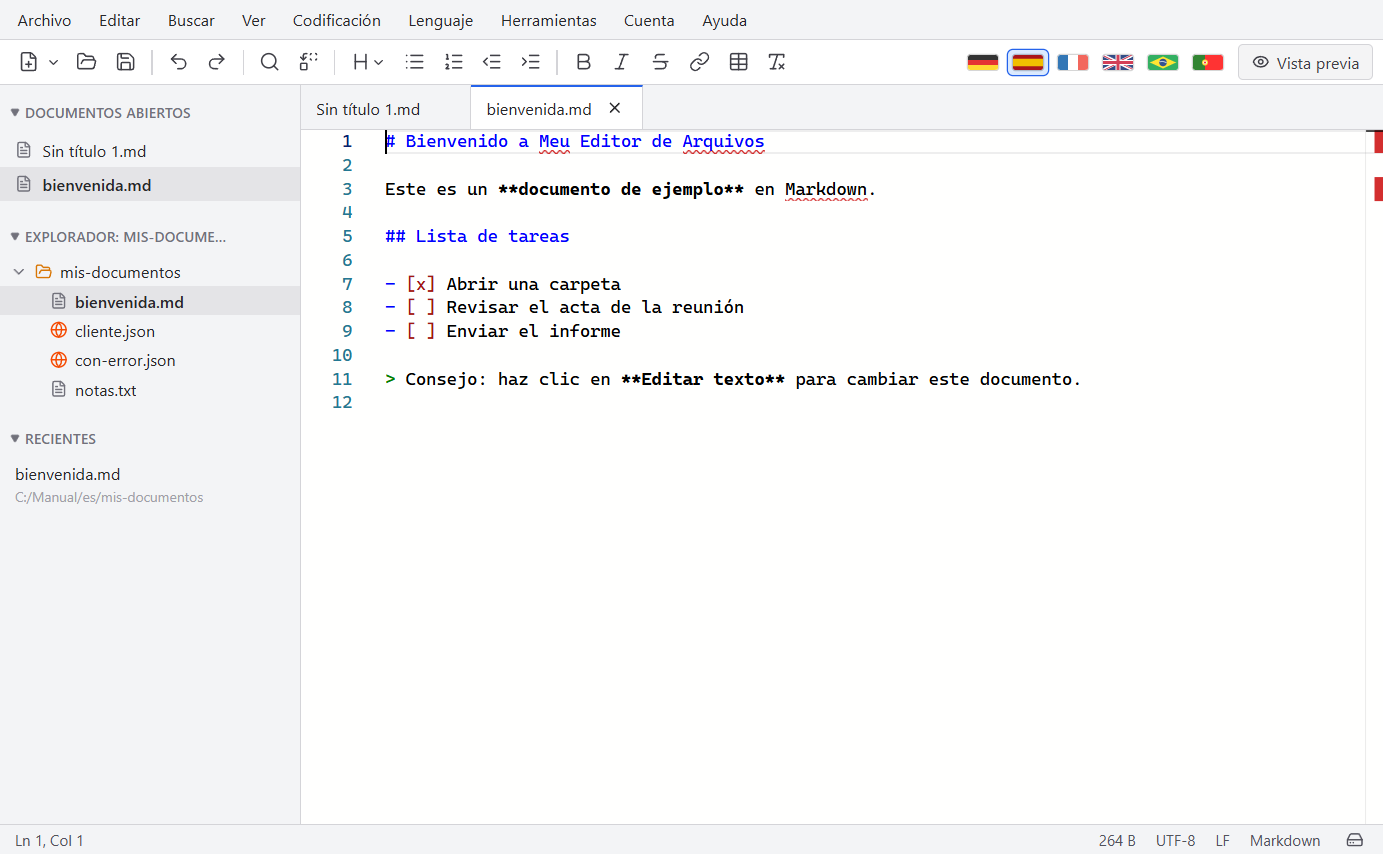 Archivo Editar Buscar Ver Codificación Lenguaje Herramientas Cuenta Ayuda
H B I S Vista previa
DOCUMENTOS ABIERTOS
Sin título 1.md
bienvenida.md
EXPLORADOR: MIS-DOCUME...
mis-documentos
bienvenida.md
cliente.json
con-error.json
notas.txt
RECIENTES
bienvenida.md
C:/Manual/es/mis-documentos
Sin título 1.md bienvenida.md
1 # Bienvenido a Meu Editor de Arquivos
2
3 Este es un **documento de ejemplo** en Markdown.
4
5 ## Lista de tareas
6
7 - [x] Abrir una carpeta
8 - [ ] Revisar el acta de la reunión
9 - [ ] Enviar el informe
10
11 > Consejo: haz clic en **Editar texto** para cambiar este documento.
12
Ln 1, Col 1 264 B UTF-8 LF Markdown